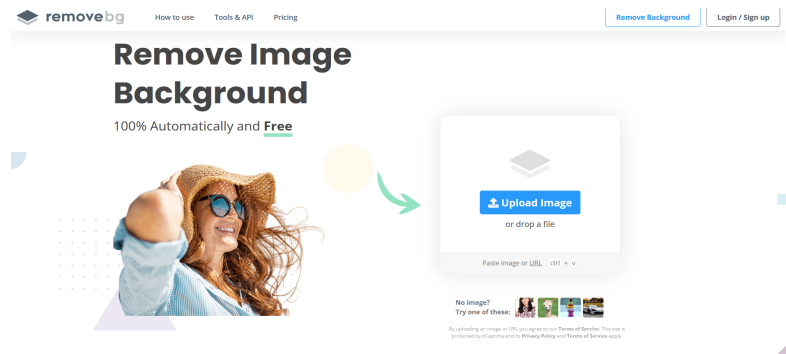 removebg
How to use
Tools & API
Pricing
Remove Background
Login / Sign up
Remove Image
Background
100% Automatically and Free
Upload Image
or drop a file
Paste image or URL ctrl + v
No image?
Try one of these:
By uploading an image or URL you agree to our Terms of Service. This site is
protected by hCaptcha and its Privacy Policy and Terms of Service apply.